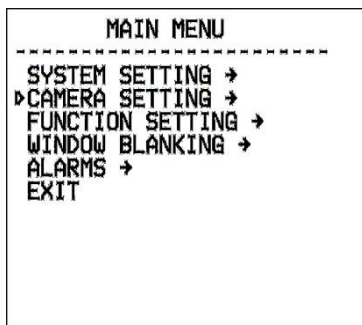 MAIN MENU
SYSTEM SETTING →
CAMERA SETTING →
FUNCTION SETTING →
WINDOW BLANKING →
ALARMS →
EXIT